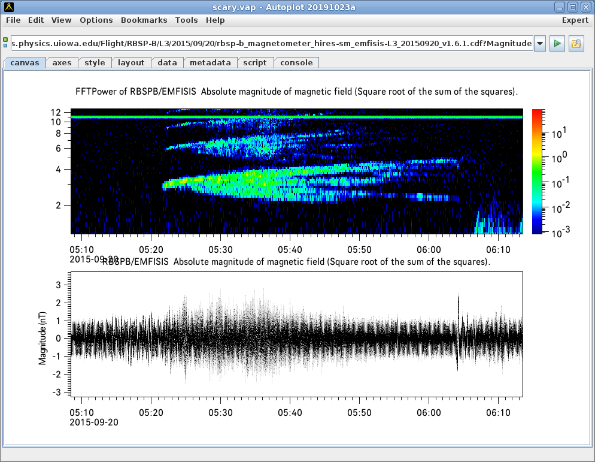 scary.vap - Autoplot 20191023a
File Edit View Options Bookmarks Tools Help Expert
s.physics.uiowa.edu/Flight/RBSP-B/L3/2015/09/20/rbsp-b_magnetometer_hires-sm_emfisis-L3_20150920_v1.6.1.cdf?Magnitude
canvas axes style layout data metadata script console
FFTPower of RBSPB/EMFISIS Absolute magnetude of magnetic field (Square root of the sum of the squares).
12
10
8
6
4
2
10^1
10^0
10^-1
10^-2
10^-3
05:10 05:20 05:30 05:40 05:50 06:00 06:10
2015-09-20
RBSPB/EMFISIS Absolute magnitude of magnetic field (Square root of the sum of the squares).
Magnitude (nT)
3
2
1
0
-1
-2
-3
05:10 05:20 05:30 05:40 05:50 06:00 06:10
2015-09-20